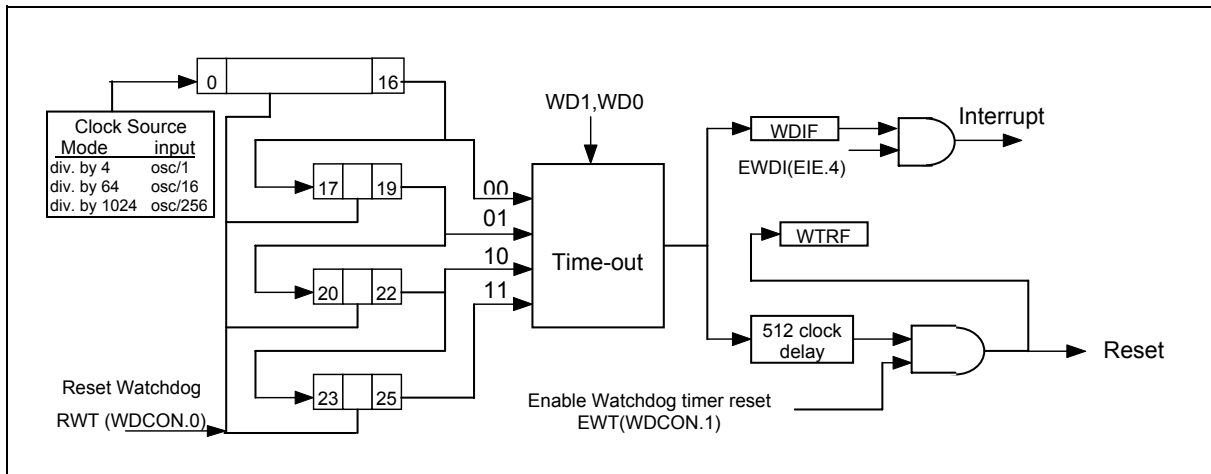 0 16
Clock Source
Mode input
div. by 4 osc/1
div. by 64 osc/16
div. by 1024 osc/256
17 19
20 22
23 25
Reset Watchdog
RWT (WDCON.0)
WD1,WD0
00
01
10
11
Time-out
WDIF
EWDI(EIE.4)
Interrupt
WTRF
512 clock
delay
Reset
Enable Watchdog timer reset
EWT(WDCON.1)